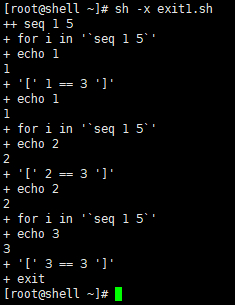 [root@shell ~]# sh -x exit1.sh
++ seq 1 5
+ for i in '`seq 1 5`'
+ echo 1
1
+ '[' 1 == 3 ']'
+ echo 1
1
+ for i in '`seq 1 5`'
+ echo 2
2
+ '[' 2 == 3 ']'
+ echo 2
2
+ for i in '`seq 1 5`'
+ echo 3
3
+ '[' 3 == 3 ']'
+ exit
[root@shell ~]#